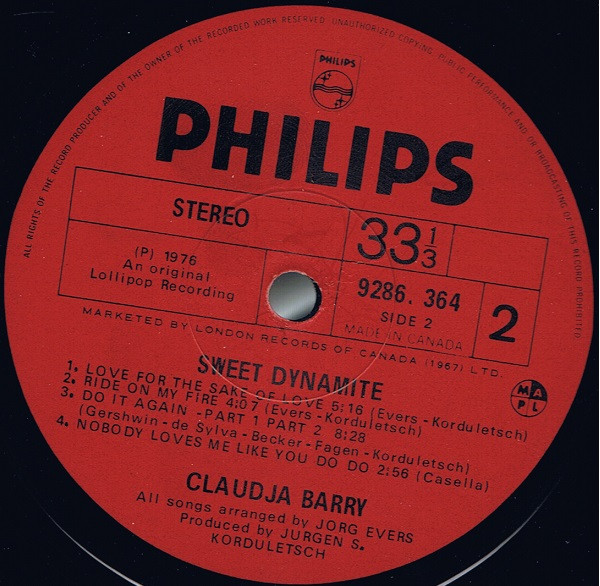 ALL RIGHTS OF THE RECORD PRODUCER AND OF THE OWNER OF THE RECORDED WORK RESERVED. UNAUTHORIZED COPYING, PUBLIC PERFORMANCE AND OR BROADCASTING OF THIS RECORD PROHIBITED
PHILIPS
PHILIPS
STEREO
33 1/3
(P) 1976
An original
Lollipop Recording
9286. 364
SIDE 2
MADE IN CANADA
2
MARKETED BY LONDON RECORDS OF CANADA (1967) LTD.
SWEET DYNAMITE
1. LOVE FOR THE SAKE OF LOVE 5:16 (Evers - Korduletsch)
2. RIDE ON MY FIRE 4:07 (Evers - Korduletsch)
3. DO IT AGAIN - PART 1 PART 2 8:28
(Gershwin - de Sylva - Becker - Fagen - Korduletsch)
4. NOBODY LOVES ME LIKE YOU DO DO 2:56 (Casella)
M A
P L
CLAUDJA BARRY
All songs arranged by JORG EVERS
Produced by JURGEN S.
KORDULETSCH